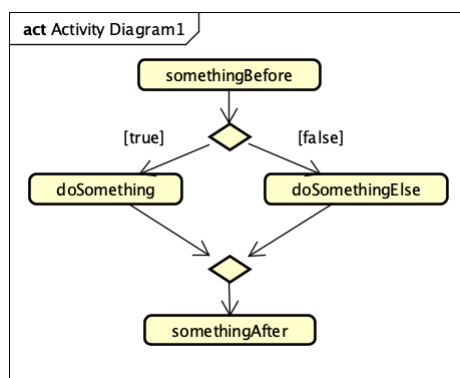 act Activity Diagram1
somethingBefore
[true] [false]
doSomething doSomethingElse
somethingAfter